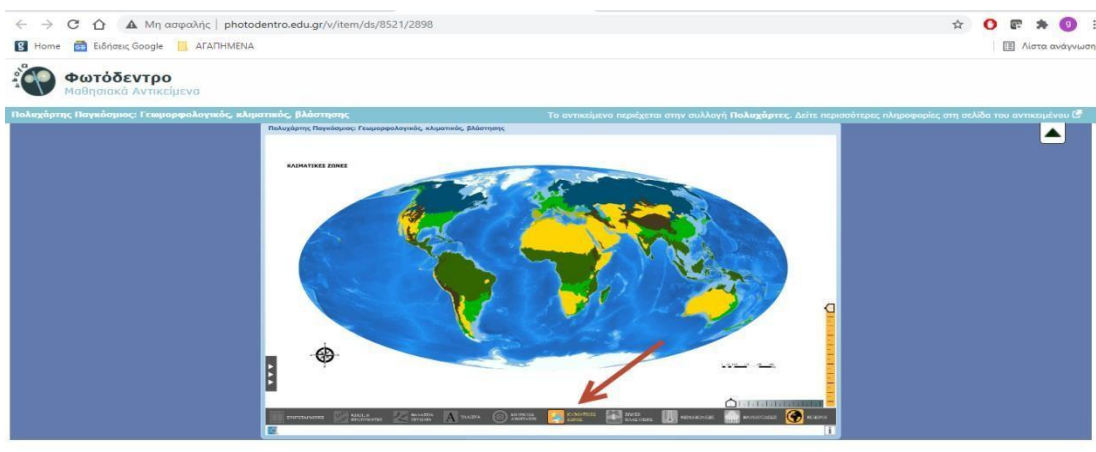 Μη ασφαλής | photodentro.edu.gr/v/item/ds/8521/2898
g
Home Ειδήσεις Google ΑΓΑΠΗΜΕΝΑ Λίστα ανάγνωση
Φωτόδεντρο
Μαθησιακά Αντικείμενα
Πολυχάρτης Παγκόσμιος: Γεωμορφολογικός, κλιματικός, βλάστησης Το αντικείμενο περιέχεται στην συλλογή Πολυχάρτες. Δείτε περισσότερες πληροφορίες στη σελίδα του αντικειμένου
Πολυχάρτης Παγκόσμιος: Γεωμορφολογικός, κλιματικός, βλάστησης
ΚΛΙΜΑΤΙΚΕΣ ΖΩΝΕΣ